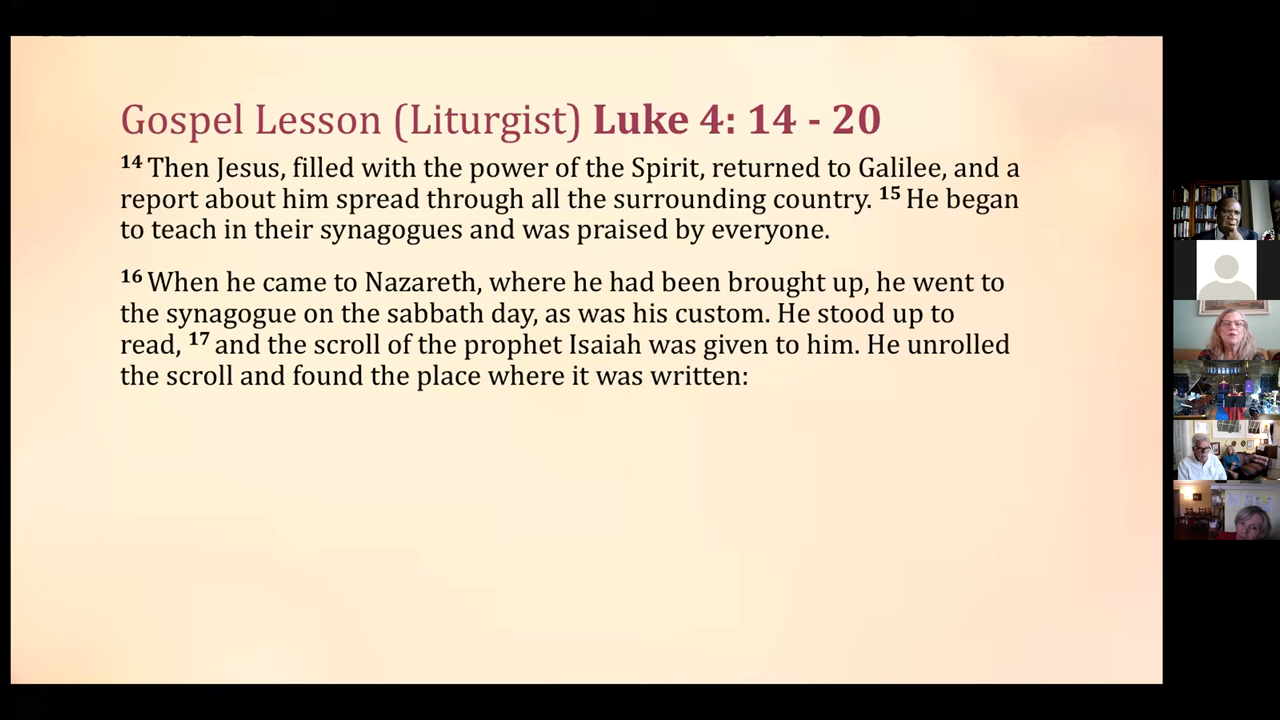 Gospel Lesson (Liturgist) Luke 4: 14 - 20
14 Then Jesus, filled with the power of the Spirit, returned to Galilee, and a
report about him spread through all the surrounding country. 15 He began
to teach in their synagogues and was praised by everyone.
16 When he came to Nazareth, where he had been brought up, he went to
the synagogue on the sabbath day, as was his custom. He stood up to
read, 17 and the scroll of the prophet Isaiah was given to him. He unrolled
the scroll and found the place where it was written: